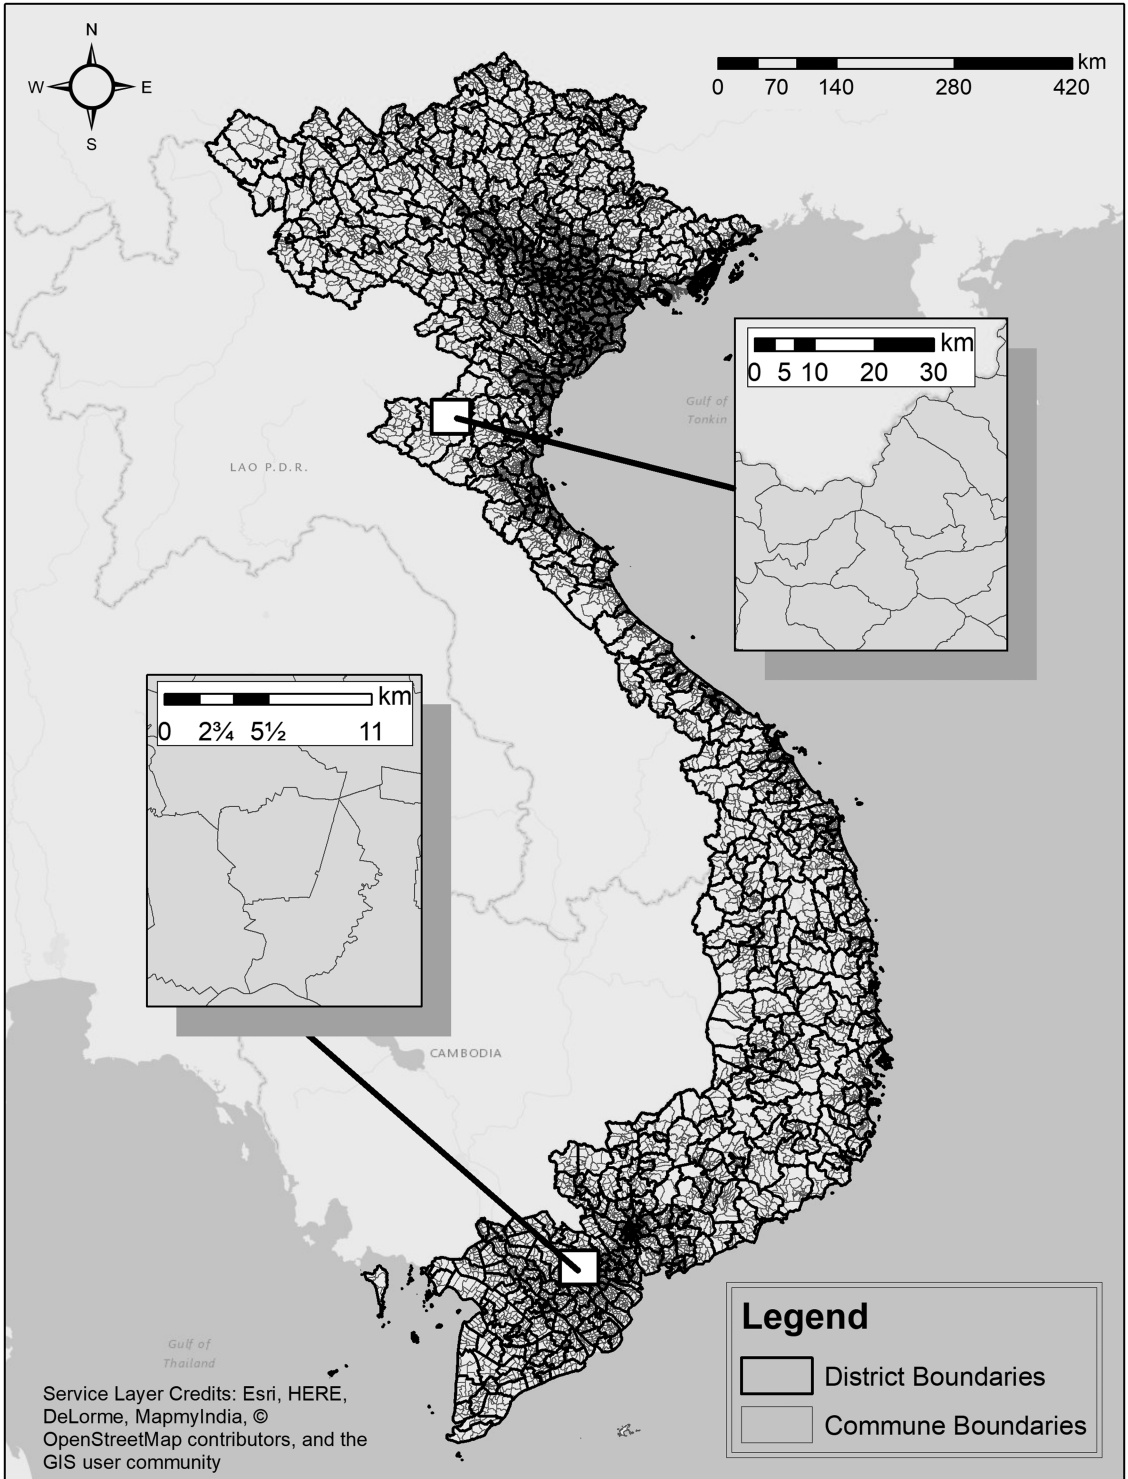 N
W E
S
km
0 70 140 280 420
km
0 5 10 20 30
Gulf of
Tonkin
LAO P.D.R.
km
0 2¾ 5½ 11
CAMBODIA
Gulf of
Thailand
Legend
District Boundaries
Commune Boundaries
Service Layer Credits: Esri, HERE,
DeLorme, MapmyIndia, ©
OpenStreetMap contributors, and the
GIS user community